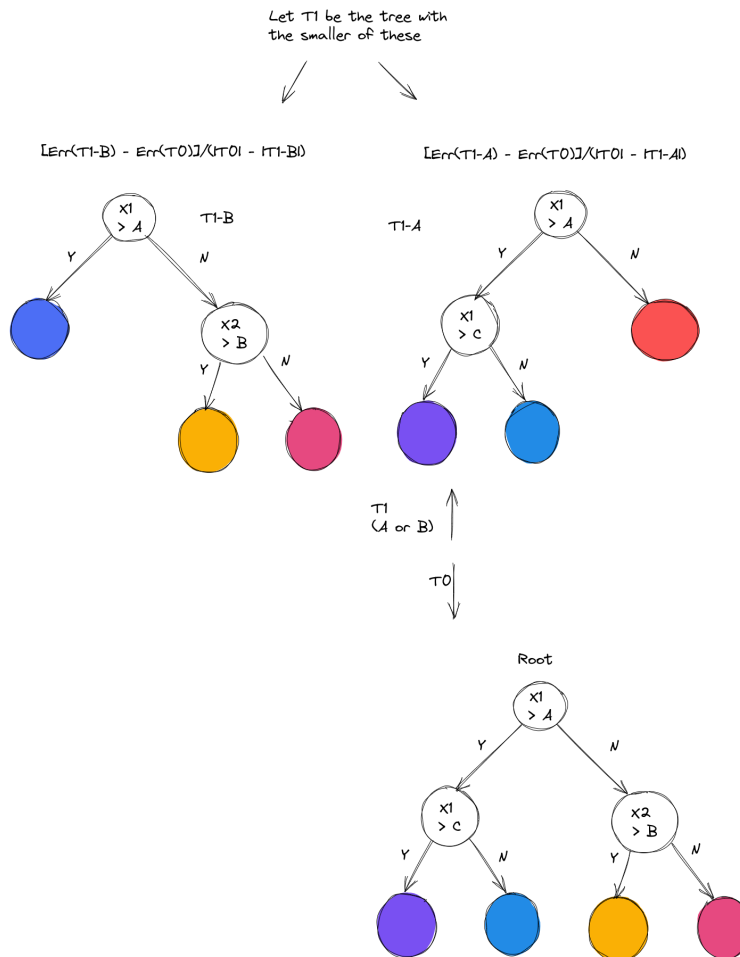 Let T1 be the tree with
the smaller of these
[Err(T1-B) - Err(T0)]/(|T0| - |T1-B|)
[Err(T1-A) - Err(T0)]/(|T0| - |T1-A|)
x1
> A
T1-B
Y
N
x2
> B
Y
N
x1
> A
T1-A
Y
N
x1
> C
Y
N
T1
(A or B)
T0
Root
x1
> A
Y
N
x1
> C
x2
> B
Y
N
Y
N